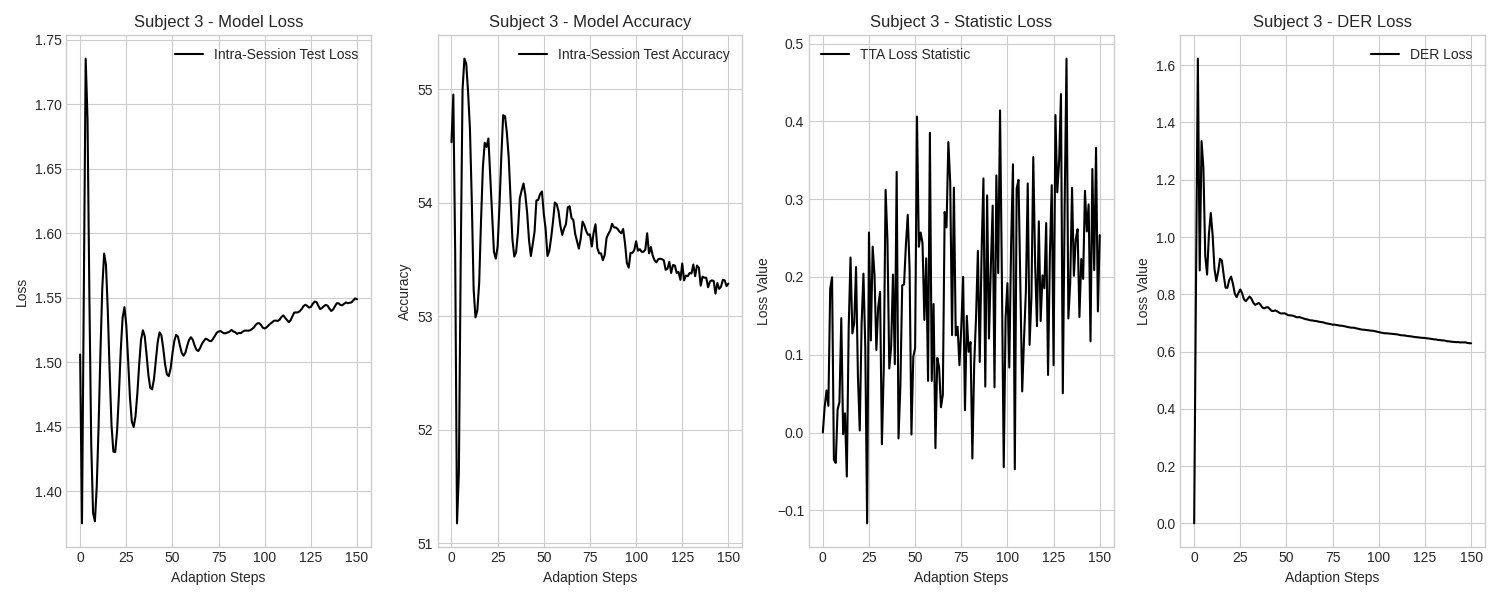 Subject 3 - Model Loss
Intra-Session Test Loss
Loss
1.75
1.70
1.65
1.60
1.55
1.50
1.45
1.40
0 25 50 75 100 125 150
Adaption Steps
Subject 3 - Model Accuracy
Intra-Session Test Accuracy
Accuracy
55
54
53
52
51
0 25 50 75 100 125 150
Adaption Steps
Subject 3 - Statistic Loss
TTA Loss Statistic
Loss Value
0.5
0.4
0.3
0.2
0.1
0.0
−0.1
0 25 50 75 100 125 150
Adaption Steps
Subject 3 - DER Loss
DER Loss
Loss Value
1.6
1.4
1.2
1.0
0.8
0.6
0.4
0.2
0.0
0 25 50 75 100 125 150
Adaption Steps